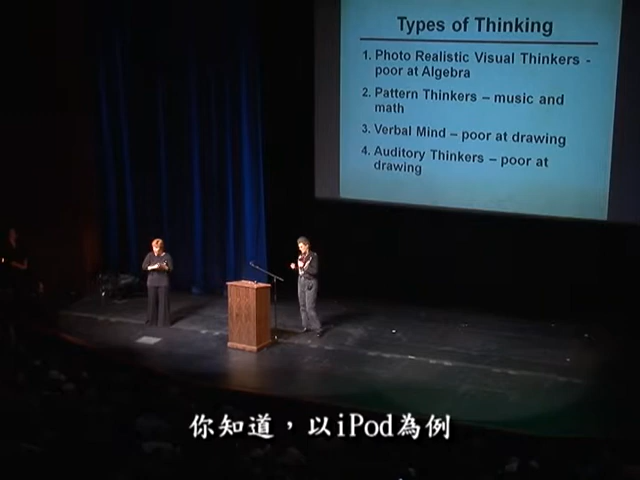 Types of Thinking
1. Photo Realistic Visual Thinkers -
poor at Algebra
2. Pattern Thinkers – music and
math
3. Verbal Mind – poor at drawing
4. Auditory Thinkers – poor at
drawing
你知道，以iPod為例